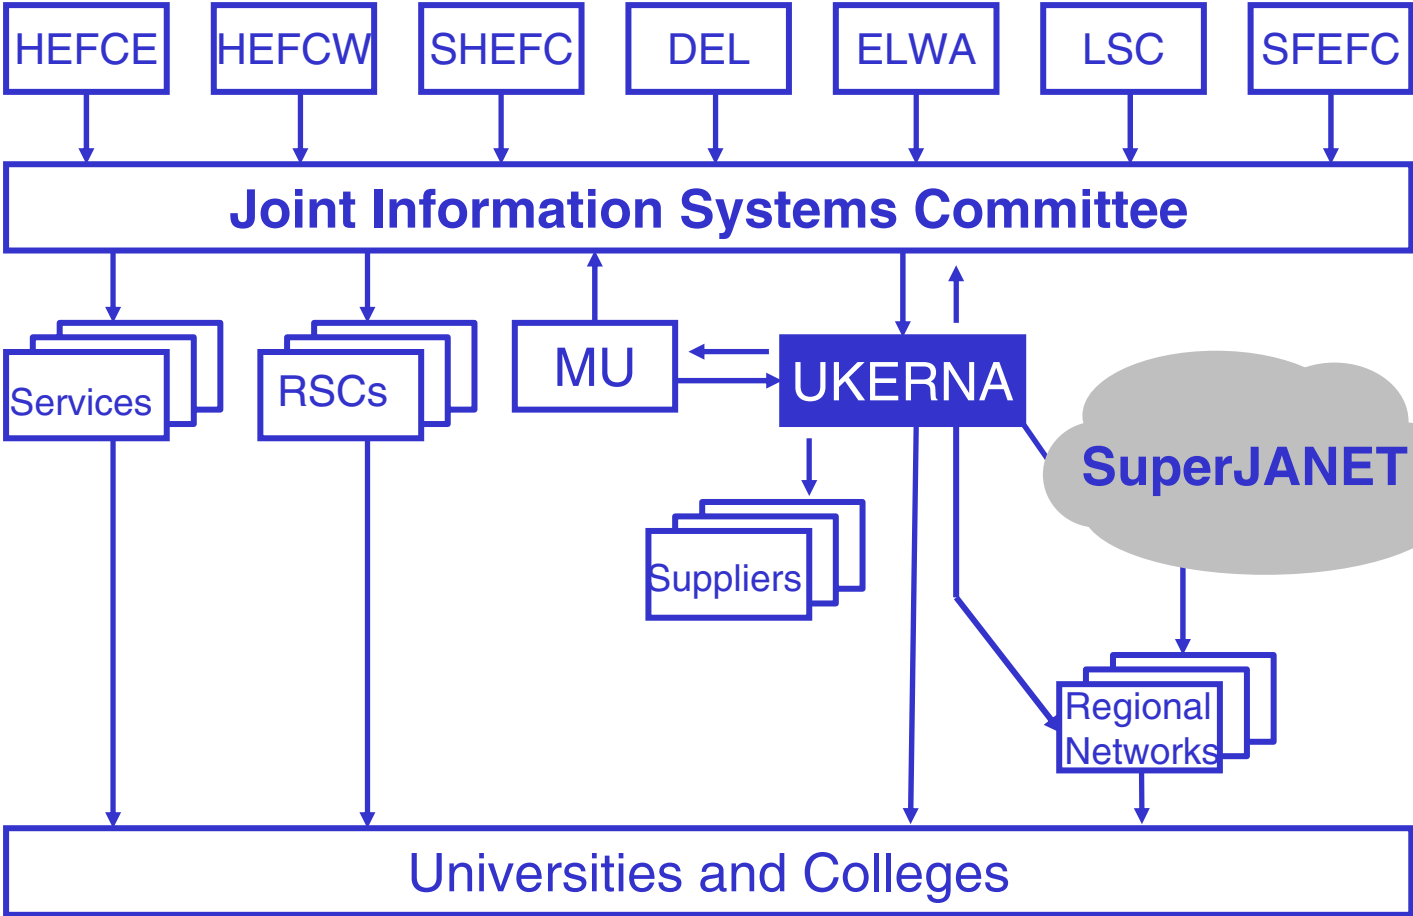 HEFCE HEFCW SHEFC DEL ELWA LSC SFEFC
Joint Information Systems Committee
Services
RSCs
MU
UKERNA
SuperJANET
Suppliers
Regional
Networks
Universities and Colleges